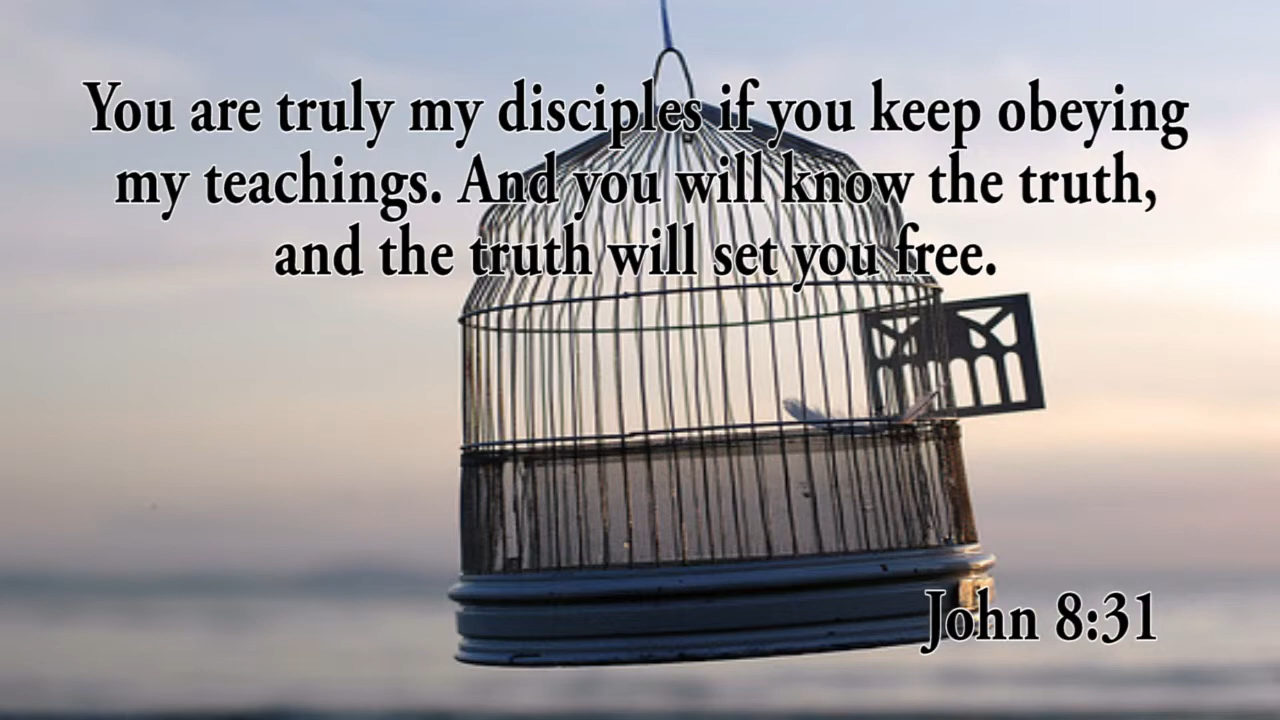 You are truly my disciples if you keep obeying
my teachings. And you will know the truth,
and the truth will set you free.
John 8:31